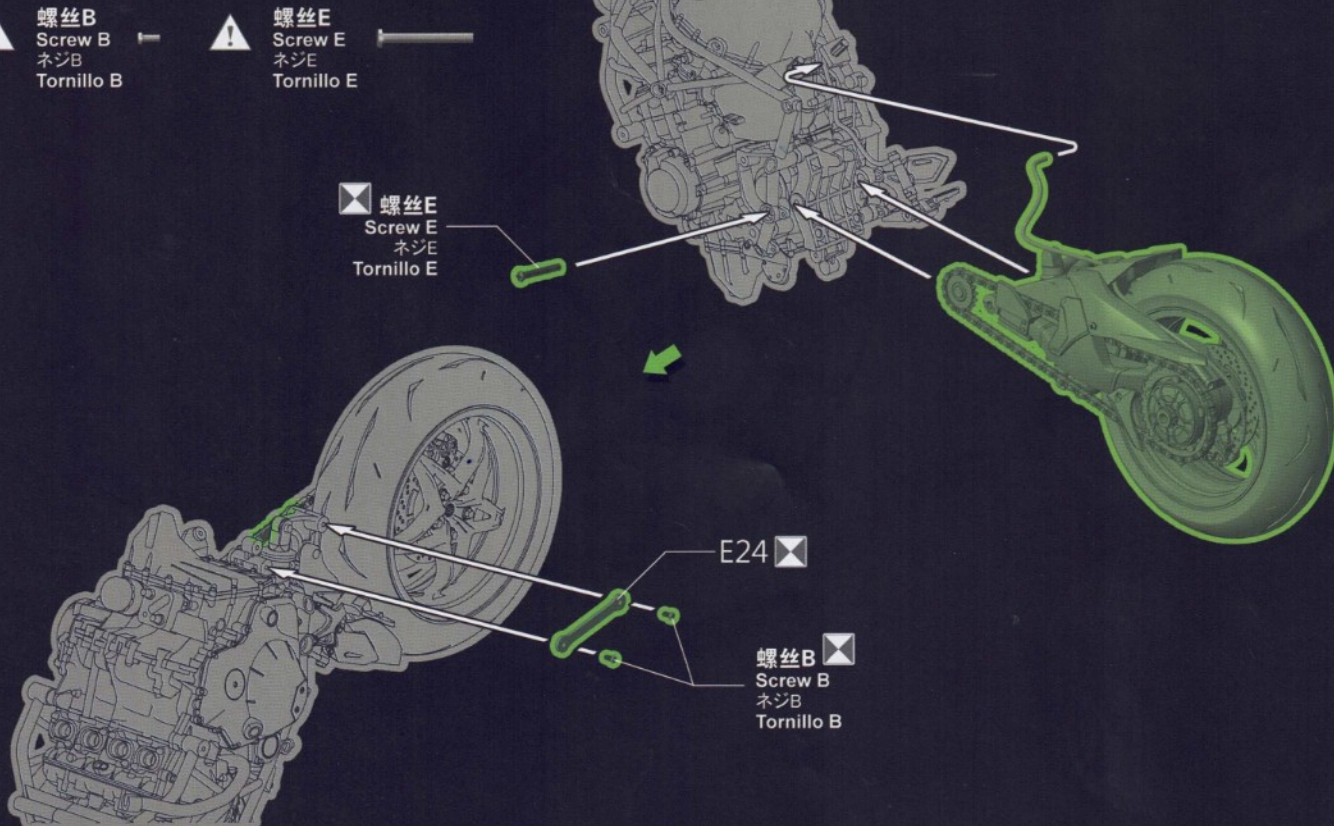 螺丝B
Screw B
ネジB
Tornillo B
螺丝E
Screw E
ネジE
Tornillo E
螺丝E
Screw E
ネジE
Tornillo E
E24
螺丝B
Screw B
ネジB
Tornillo B